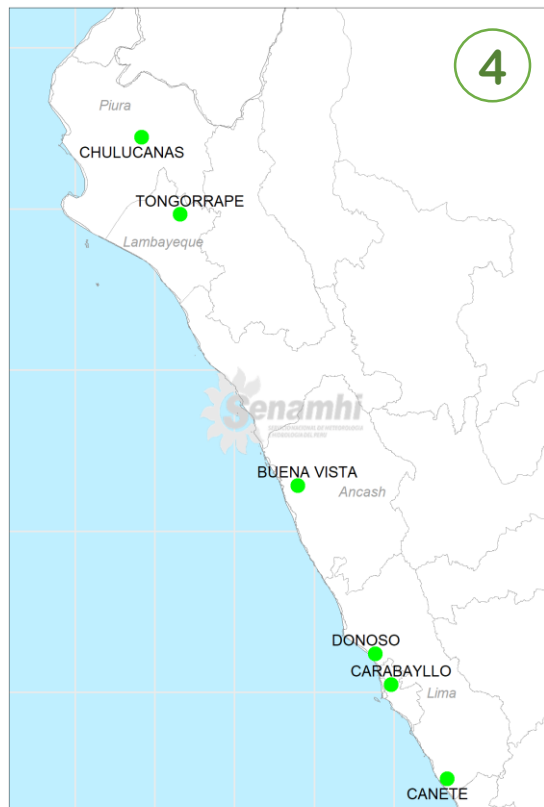 4
Piura
CHULUCANAS
TONGORRAPE
Lambayeque
Senamhi
BUENA VISTA
Ancash
DONOSO
CARABAYLLO
Lima
CANETE